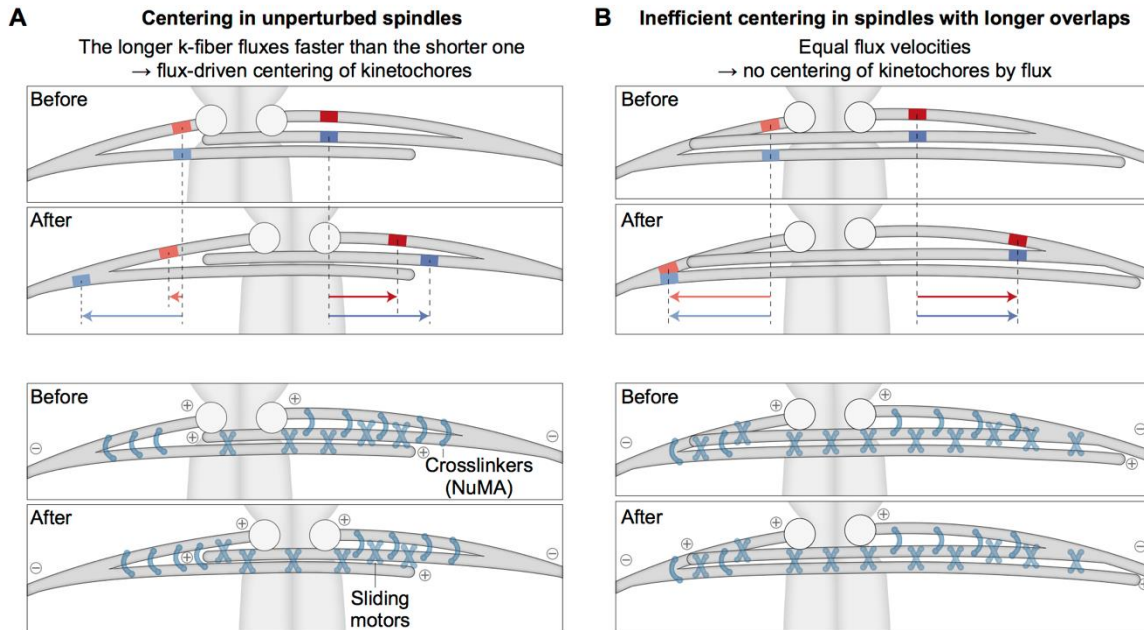 A
Centering in unperturbed spindles
The longer k-fiber fluxes faster than the shorter one
→ flux-driven centering of kinetochores
Before
After
Before
⊕
⊕
⊕
⊖
⊖
⊕
Crosslinkers
(NuMA)
After
⊕
⊕
⊖
⊕
⊖
⊕
Sliding
motors
B
Inefficient centering in spindles with longer overlaps
Equal flux velocities
→ no centering of kinetochores by flux
Before
After
Before
⊕
⊕
⊖
⊖
⊕
After
⊕
⊕
⊕
⊖
⊖
⊕